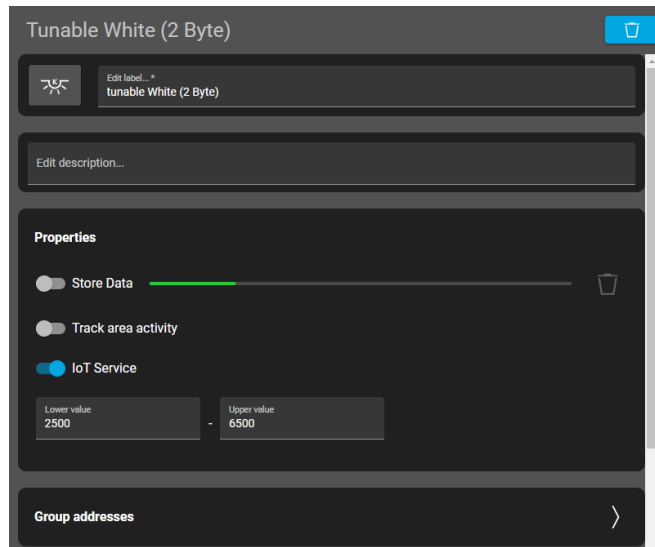 Tunable White (2 Byte)
K
Edit label... *
tunable White (2 Byte)
Edit description...
Properties
Store Data
Track area activity
IoT Service
Lower value
2500
-
Upper value
6500
Group addresses